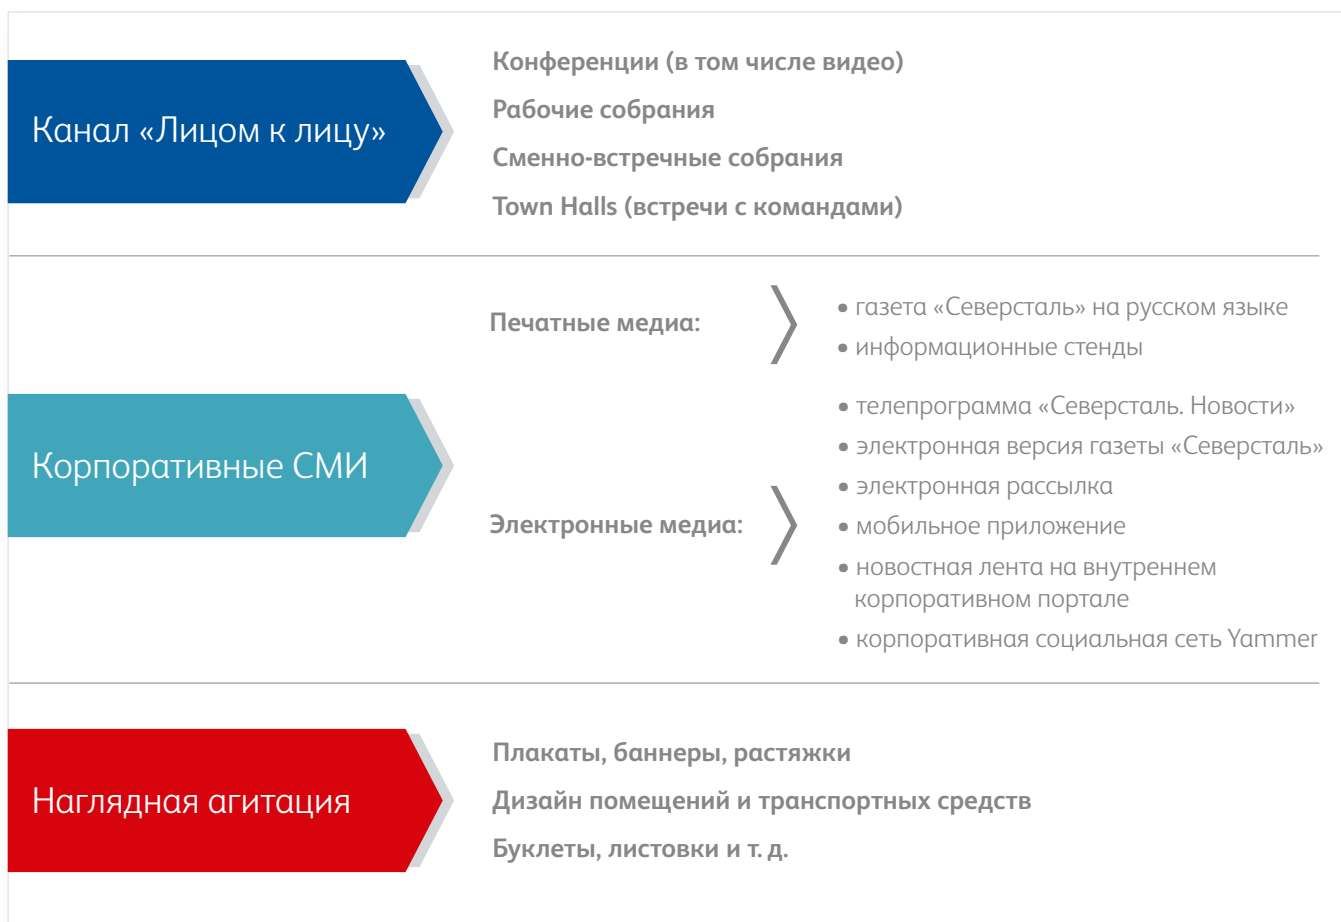 Канал «Лицом к лицу»
Конференции (в том числе видео)
Рабочие собрания
Сменно-встречные собрания
Town Halls (встречи с командами)
Корпоративные СМИ
Печатные медиа:
• газета «Северсталь» на русском языке
• информационные стенды
Электронные медиа:
• телепрограмма «Северсталь. Новости»
• электронная версия газеты «Северсталь»
• электронная рассылка
• мобильное приложение
• новостная лента на внутреннем
корпоративном портале
• корпоративная социальная сеть Yammer
Наглядная агитация
Плакаты, баннеры, растяжки
Дизайн помещений и транспортных средств
Буклеты, листовки и т. д.